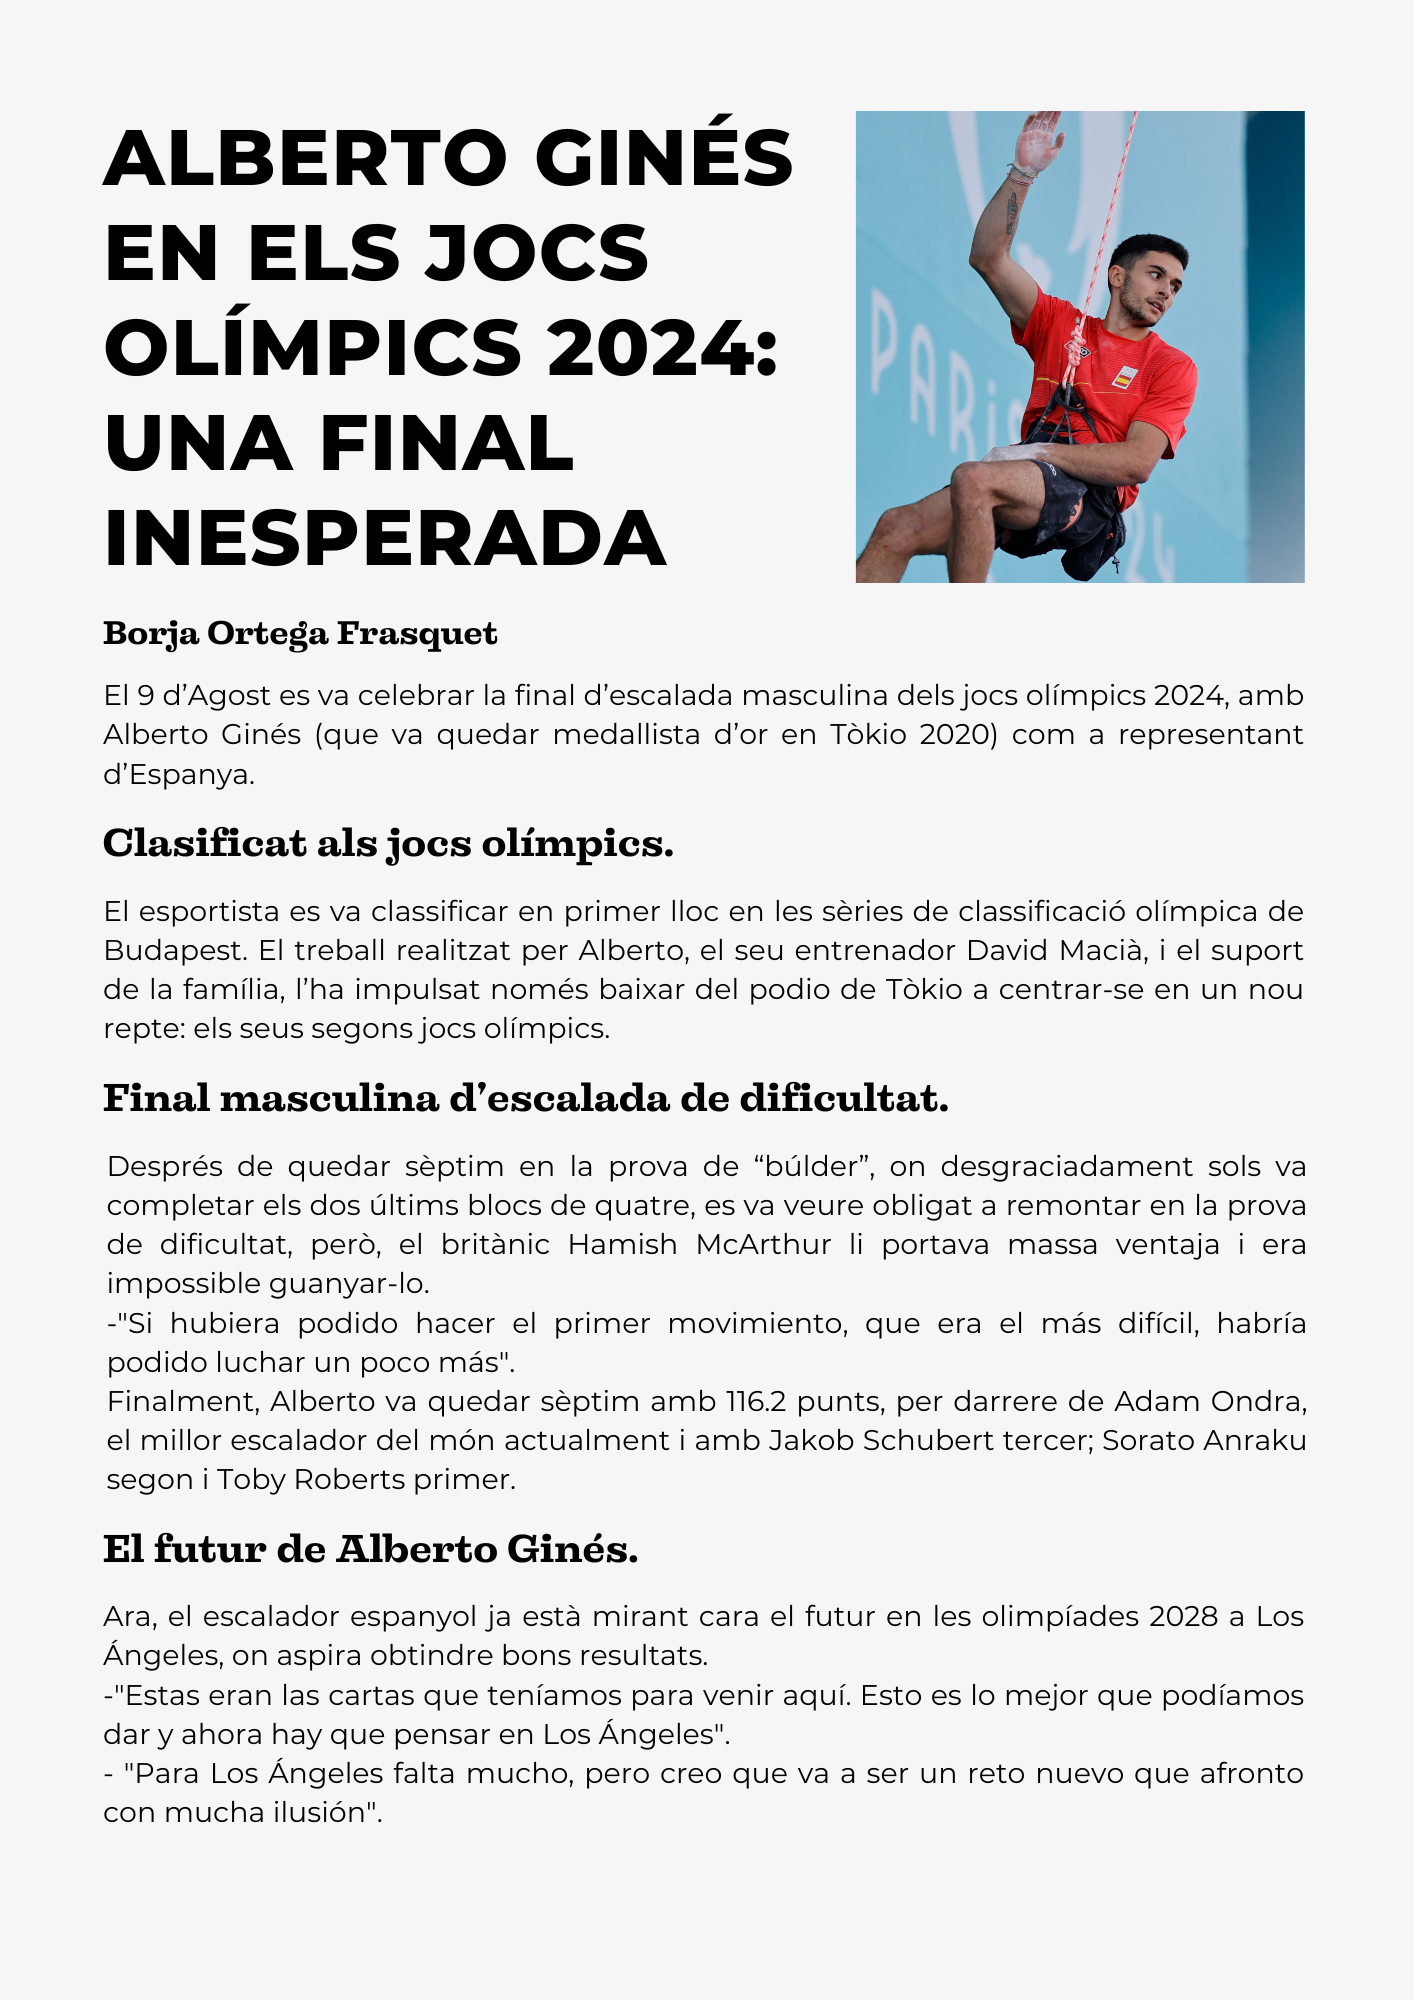 ALBERTO GINÉS
EN ELS JOCS
OLÍMPICS 2024:
UNA FINAL
INESPERADA
PARIS
24
Borja Ortega Frasquet
El 9 d’Agost es va celebrar la final d’escalada masculina dels jocs olímpics 2024, amb
Alberto Ginés (que va quedar medallista d’or en Tòkio 2020) com a representant
d’Espanya.
Clasificat als jocs olímpics.
El esportista es va classificar en primer lloc en les sèries de classificació olímpica de
Budapest. El treball realitzat per Alberto, el seu entrenador David Macià, i el suport
de la família, l’ha impulsat només baixar del podio de Tòkio a centrar-se en un nou
repte: els seus segons jocs olímpics.
Final masculina d’escalada de dificultat.
Després de quedar sèptim en la prova de “búlder”, on desgraciadament sols va
completar els dos últims blocs de quatre, es va veure obligat a remontar en la prova
de dificultat, però, el britànic Hamish McArthur li portava massa ventaja i era
impossible guanyar-lo.
-"Si hubiera podido hacer el primer movimiento, que era el más difícil, habría
podido luchar un poco más".
Finalment, Alberto va quedar sèptim amb 116.2 punts, per darrere de Adam Ondra,
el millor escalador del món actualment i amb Jakob Schubert tercer; Sorato Anraku
segon i Toby Roberts primer.
El futur de Alberto Ginés.
Ara, el escalador espanyol ja està mirant cara el futur en les olimpíades 2028 a Los
Ángeles, on aspira obtindre bons resultats.
-"Estas eran las cartas que teníamos para venir aquí. Esto es lo mejor que podíamos
dar y ahora hay que pensar en Los Ángeles".
- "Para Los Ángeles falta mucho, pero creo que va a ser un reto nuevo que afronto
con mucha ilusión".